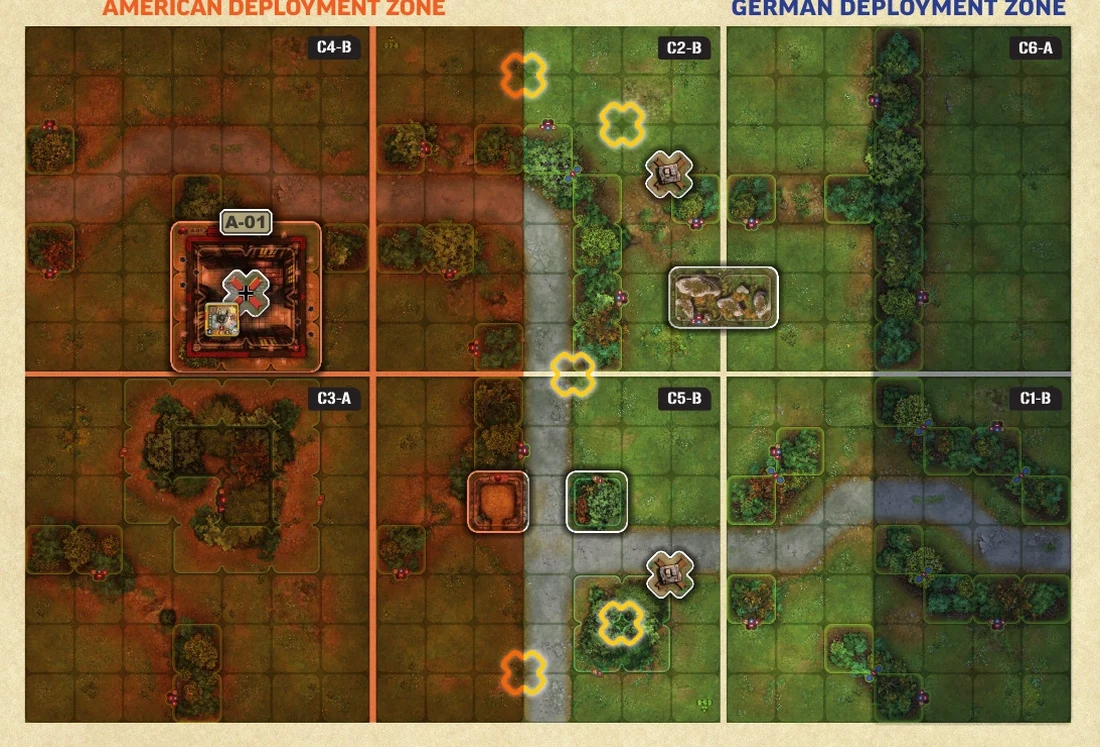 AMERICAN DEPLOYMENT ZONE
GERMAN DEPLOYMENT ZONE
C4-B
C2-B
C6-A
A-01
C3-A
C5-B
C1-B